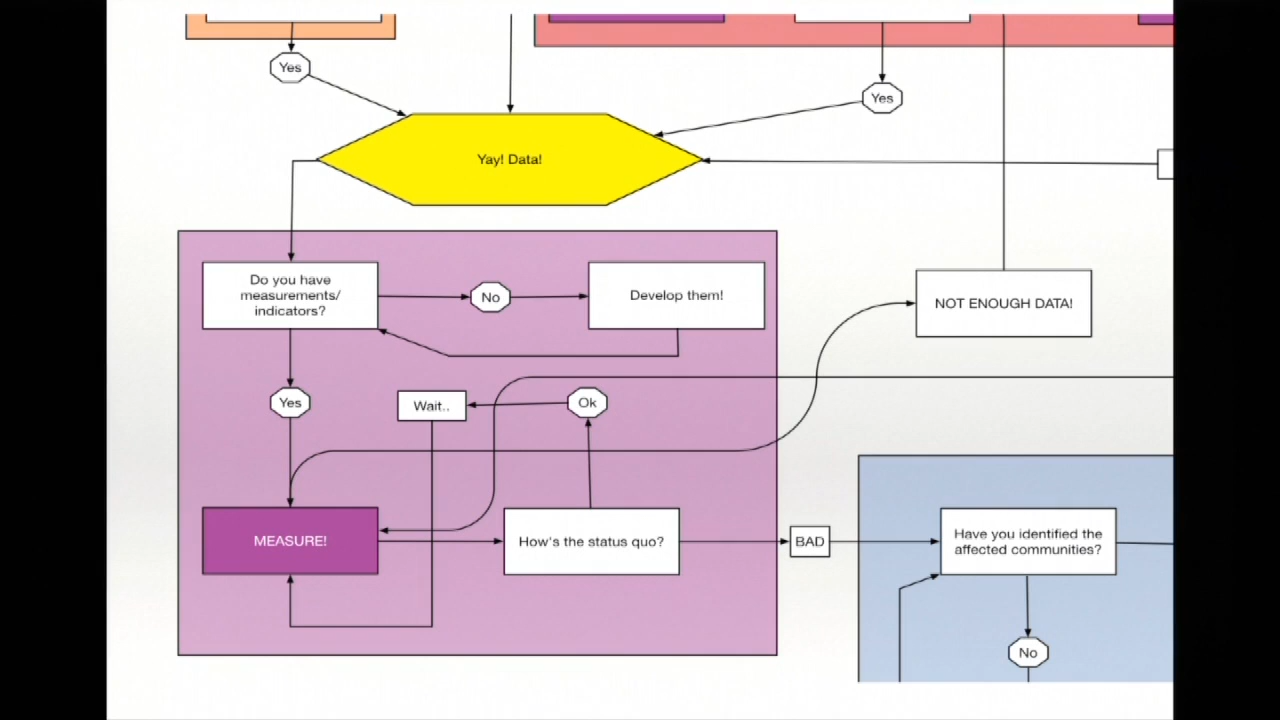 Yes
Yes
Yay! Data!
Do you have
measurements/
indicators?
No
Develop them!
NOT ENOUGH DATA!
Yes
Wait..
Ok
MEASURE!
How's the status quo?
BAD
Have you identified the
affected communities?
No